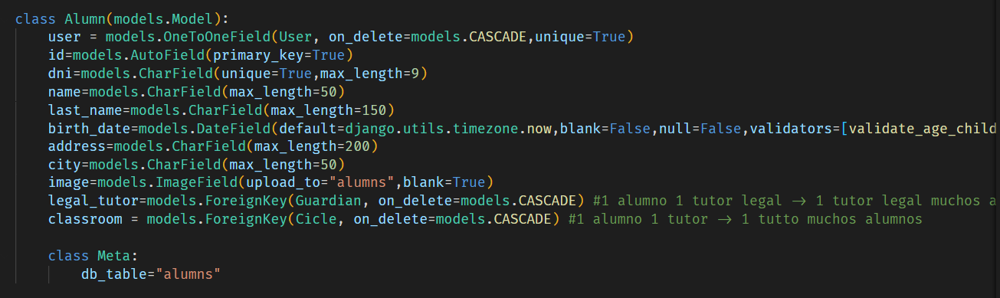 class Alumn(models.Model):
    user = models.OneToOneField(User, on_delete=models.CASCADE,unique=True)
    id=models.AutoField(primary_key=True)
    dni=models.CharField(unique=True,max_length=9)
    name=models.CharField(max_length=50)
    last_name=models.CharField(max_length=150)
    birth_date=models.DateField(default=django.utils.timezone.now,blank=False,null=False,validators=[validate_age_child
    address=models.CharField(max_length=200)
    city=models.CharField(max_length=50)
    image=models.ImageField(upload_to="alumns",blank=True)
    legal_tutor=models.ForeignKey(Guardian, on_delete=models.CASCADE) #1 alumno 1 tutor legal -> 1 tutor legal muchos a
    classroom = models.ForeignKey(Cicle, on_delete=models.CASCADE) #1 alumno 1 tutor -> 1 tutto muchos alumnos
    class Meta:
        db_table="alumns"